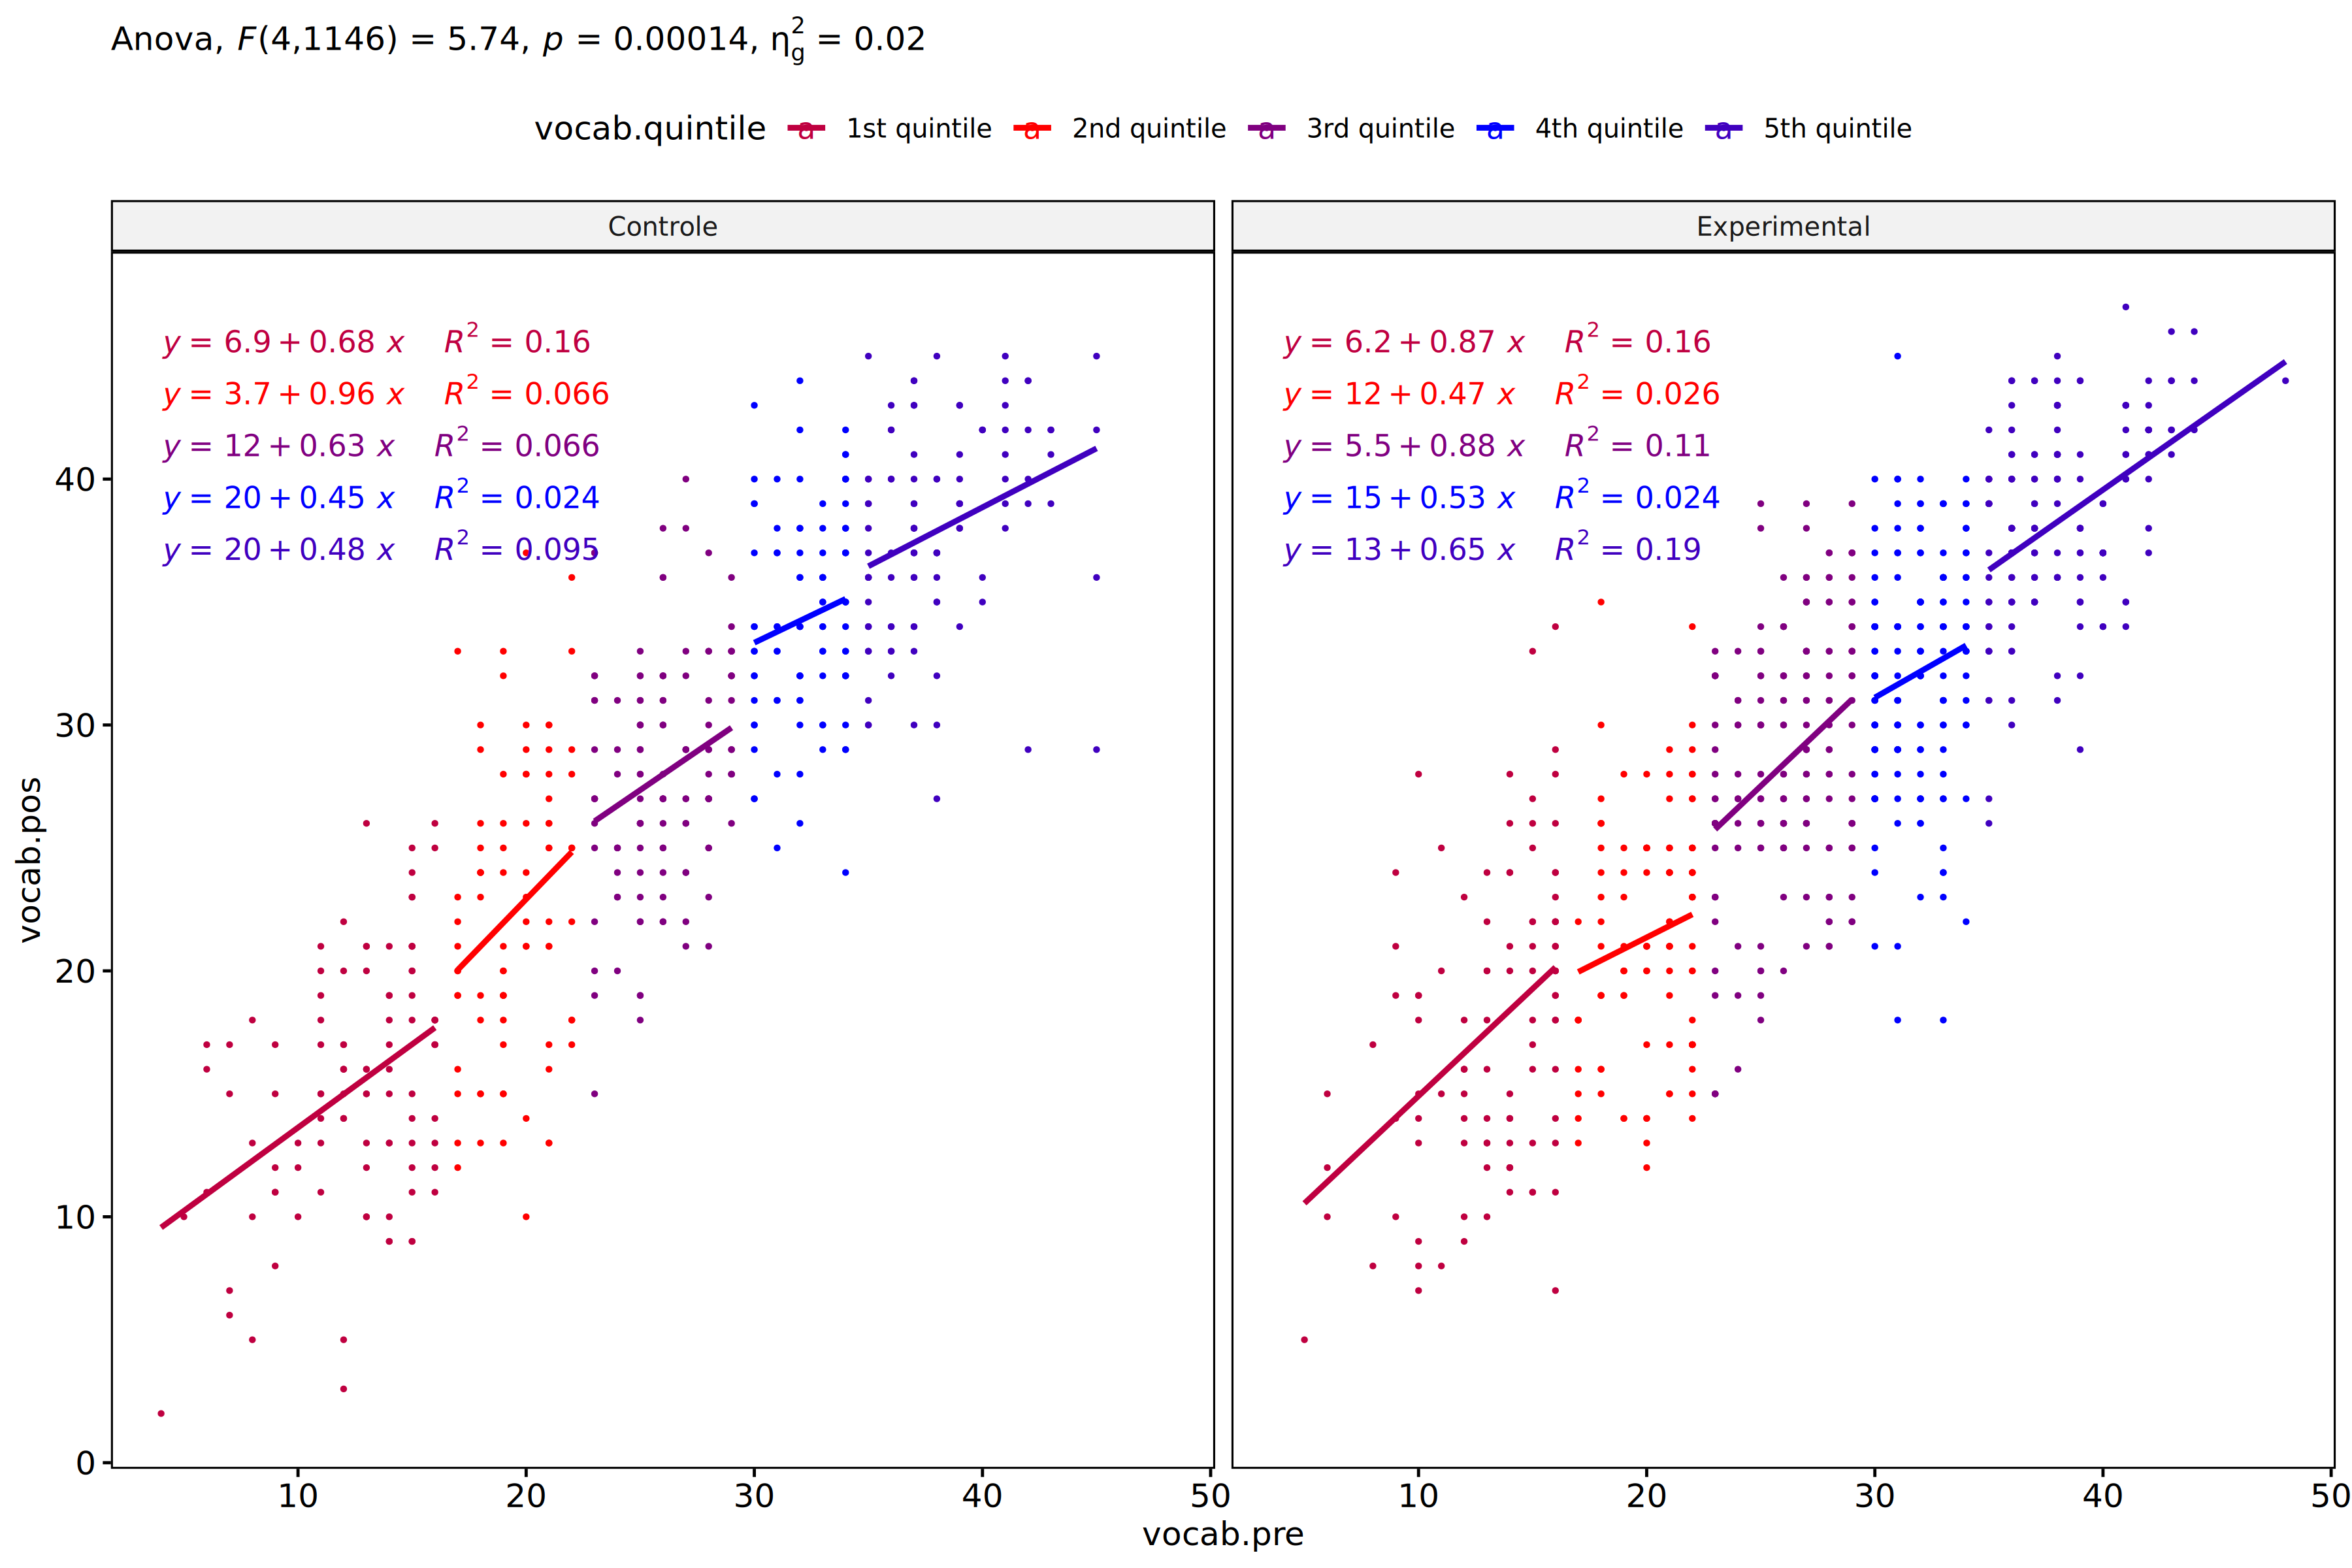 Anova, F(4,1146) = 5.74, p = 0.00014, η²g = 0.02
vocab.quintile a 1st quintile a 2nd quintile a 3rd quintile a 4th quintile a 5th quintile
Controle
y = 6.9 + 0.68 x R² = 0.16
y = 3.7 + 0.96 x R² = 0.066
y = 12 + 0.63 x R² = 0.066
y = 20 + 0.45 x R² = 0.024
y = 20 + 0.48 x R² = 0.095
Experimental
y = 6.2 + 0.87 x R² = 0.16
y = 12 + 0.47 x R² = 0.026
y = 5.5 + 0.88 x R² = 0.11
y = 15 + 0.53 x R² = 0.024
y = 13 + 0.65 x R² = 0.19
vocab.pos
40
30
20
10
0
10 20 30 40 50
10 20 30 40 50
vocab.pre